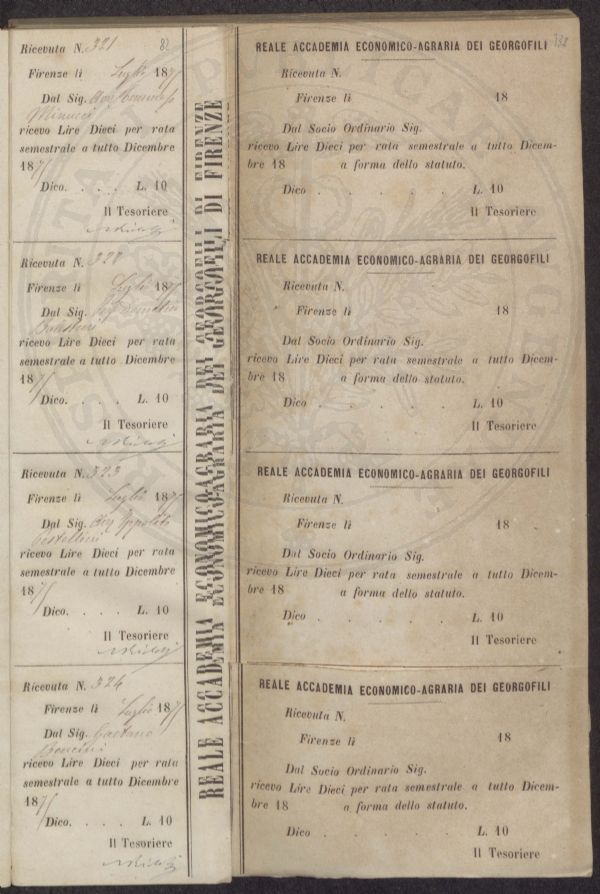 Ricevuta N. 321 82
Firenze li Luglio 1871
Dal Sig.
Minucci
ricevo Lire Dieci per rata
semestrale a tutto Dicembre
1871
Dico. . . . L. 10
Il Tesoriere
Ricevuta N. 322
Firenze li Luglio 1871
Dal Sig.
ricevo Lire Dieci per rata
semestrale a tutto Dicembre
1871
Dico. . . . L. 10
Il Tesoriere
Ricevuta N. 323
Firenze li Luglio 1871
Dal Sig. Avv Ippolito
Castellini
ricevo Lire Dieci per rata
semestrale a tutto Dicembre
1871
Dico. . . . L. 10
Il Tesoriere
Ricevuta N. 324
Firenze li Luglio 1871
Dal Sig. Gaetano
ricevo Lire Dieci per rata
semestrale a tutto Dicembre
1871
Dico. . . . L. 10
Il Tesoriere
REALE ACCADEMIA ECONOMICO-AGRARIA DEI GEORGOFILI DI FIRENZE
REALE ACCADEMIA ECONOMICO-AGRARIA DEI GEORGOFILI
Ricevuta N.
Firenze li 18
Dal Socio Ordinario Sig.
ricevo Lire Dieci per rata semestrale a tutto Dicem-
bre 18 a forma dello statuto.
Dico . . . . L. 10
Il Tesoriere
REALE ACCADEMIA ECONOMICO-AGRARIA DEI GEORGOFILI
Ricevuta N.
Firenze li 18
Dal Socio Ordinario Sig.
ricevo Lire Dieci per rata semestrale a tutto Dicem-
bre 18 a forma dello statuto.
Dico . . . . L. 10
Il Tesoriere
REALE ACCADEMIA ECONOMICO-AGRARIA DEI GEORGOFILI
Ricevuta N.
Firenze li 18
Dal Socio Ordinario Sig.
ricevo Lire Dieci per rata semestrale a tutto Dicem-
bre 18 a forma dello statuto.
Dico . . . . L. 10
Il Tesoriere
REALE ACCADEMIA ECONOMICO-AGRARIA DEI GEORGOFILI
Ricevuta N.
Firenze li 18
Dal Socio Ordinario Sig.
ricevo Lire Dieci per rata semestrale a tutto Dicem-
bre 18 a forma dello statuto.
Dico . . . . L. 10
Il Tesoriere